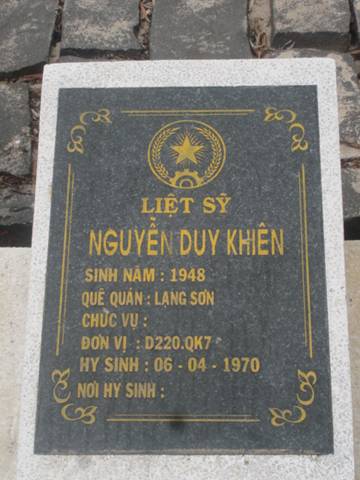 LIỆT SỸ
NGUYỄN DUY KHIÊN
SINH NĂM : 1948
QUÊ QUÁN : LẠNG SƠN
CHỨC VỤ :
ĐƠN VỊ : D220.QK7
HY SINH : 06 - 04 - 1970
NƠI HY SINH :